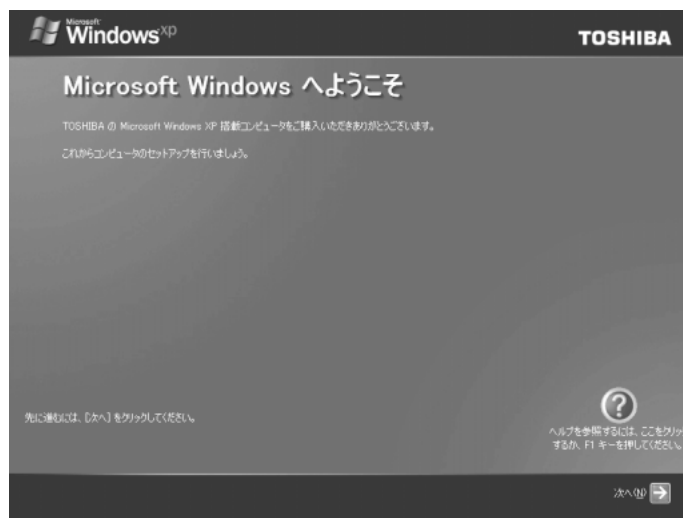 Microsoft
Windows xp
TOSHIBA
Microsoft Windows へようこそ
TOSHIBA の Microsoft Windows XP 搭載コンピュータをご購入いただきありがとうございます。
これからコンピュータのセットアップを行いましょう。
先に進むには、[次へ] をクリックしてください。
ヘルプを参照するには、ここをクリッ
するか、F1 キーを押してください。
次へ(N)